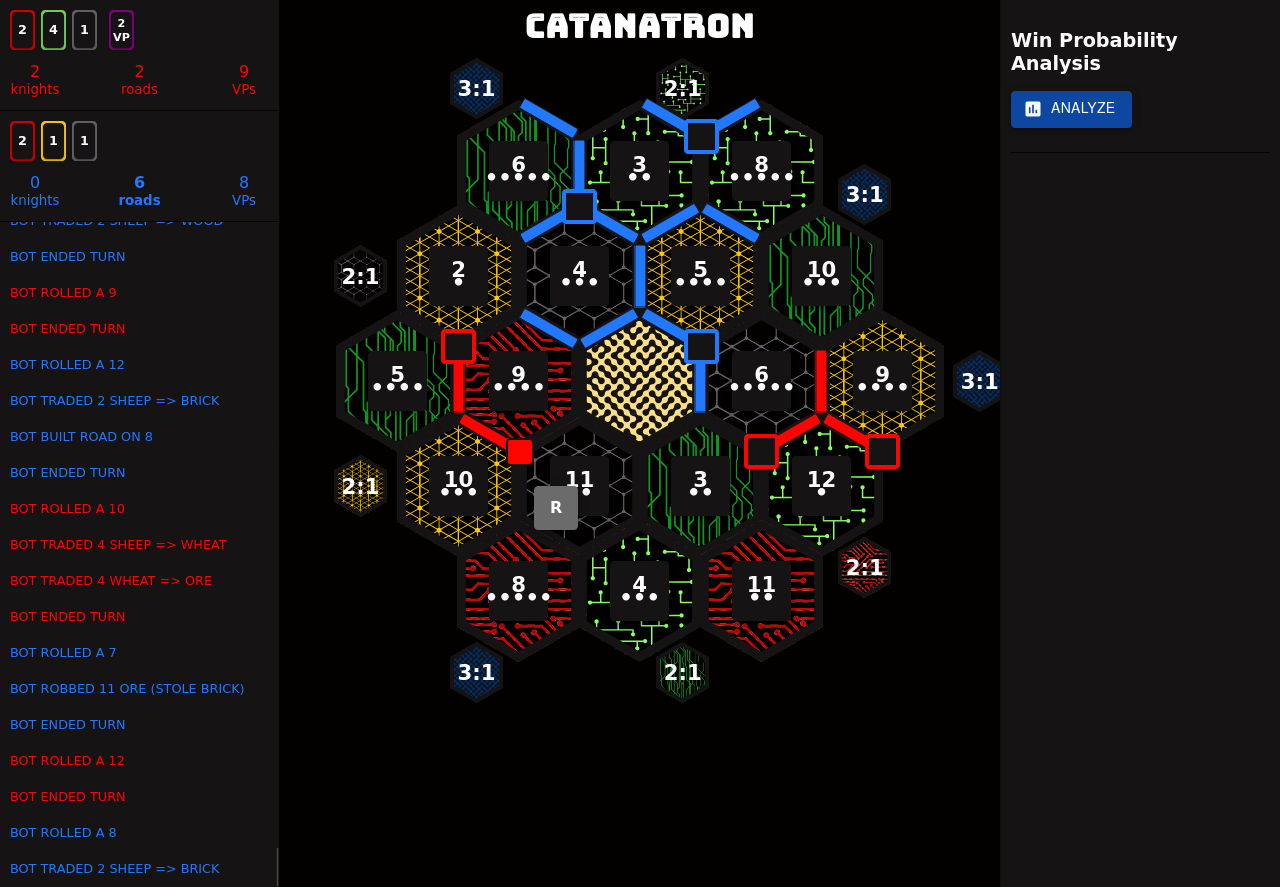 2 4 1 2 VP
2 knights 2 roads 9 VPs
2 1 1
0 knights 6 roads 8 VPs
BOT TRADED 2 SHEEP => WOOD
BOT ENDED TURN
BOT ROLLED A 9
BOT ENDED TURN
BOT ROLLED A 12
BOT TRADED 2 SHEEP => BRICK
BOT BUILT ROAD ON 8
BOT ENDED TURN
BOT ROLLED A 10
BOT TRADED 4 SHEEP => WHEAT
BOT TRADED 4 WHEAT => ORE
BOT ENDED TURN
BOT ROLLED A 7
BOT ROBBED 11 ORE (STOLE BRICK)
BOT ENDED TURN
BOT ROLLED A 12
BOT ENDED TURN
BOT ROLLED A 8
BOT TRADED 2 SHEEP => BRICK
CATANATRON
3:1 2:1
6 3 8
3:1
2:1 2 4 5 10
5 9 6 9 3:1
2:1 10 11 3 12
R
8 4 11 2:1
3:1 2:1
Win Probability
Analysis
ANALYZE